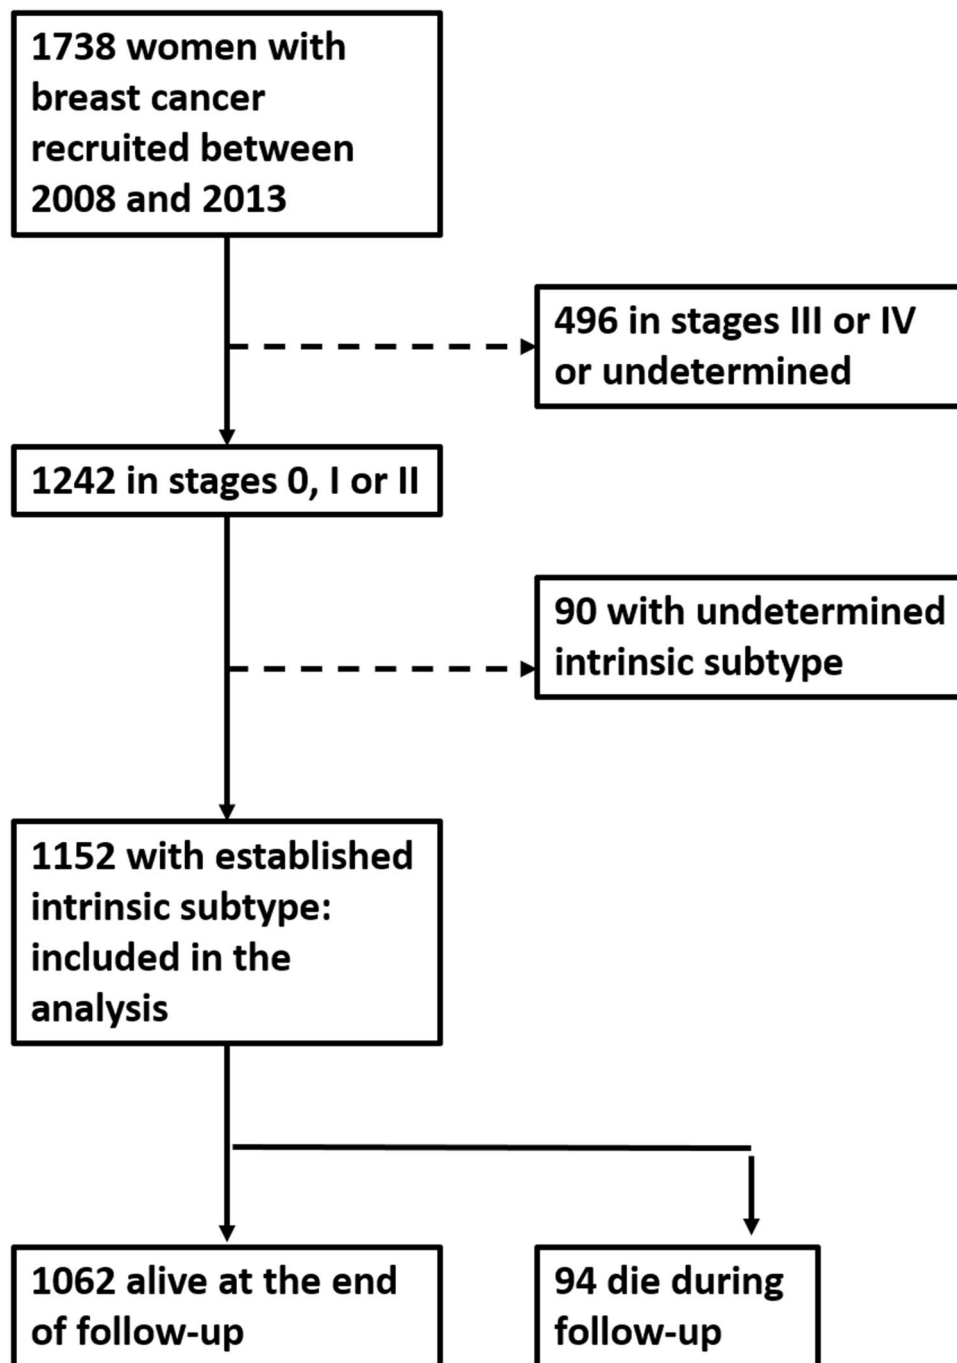 1738 women with
breast cancer
recruited between
2008 and 2013
496 in stages III or IV
or undetermined
1242 in stages 0, I or II
90 with undetermined
intrinsic subtype
1152 with established
intrinsic subtype:
included in the
analysis
1062 alive at the end
of follow-up
94 die during
follow-up